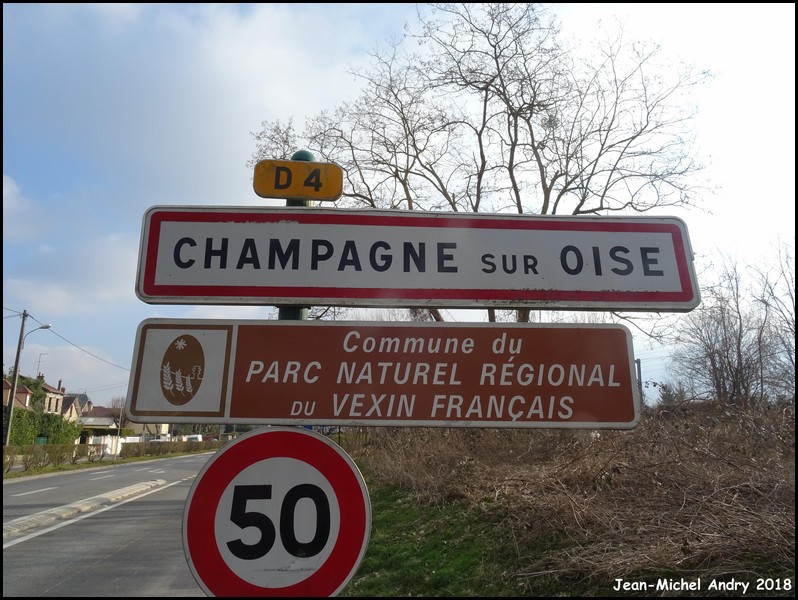 D 4
CHAMPAGNE SUR OISE
Commune du
PARC NATUREL RÉGIONAL
DU VEXIN FRANÇAIS
50
Jean-Michel Andry 2018